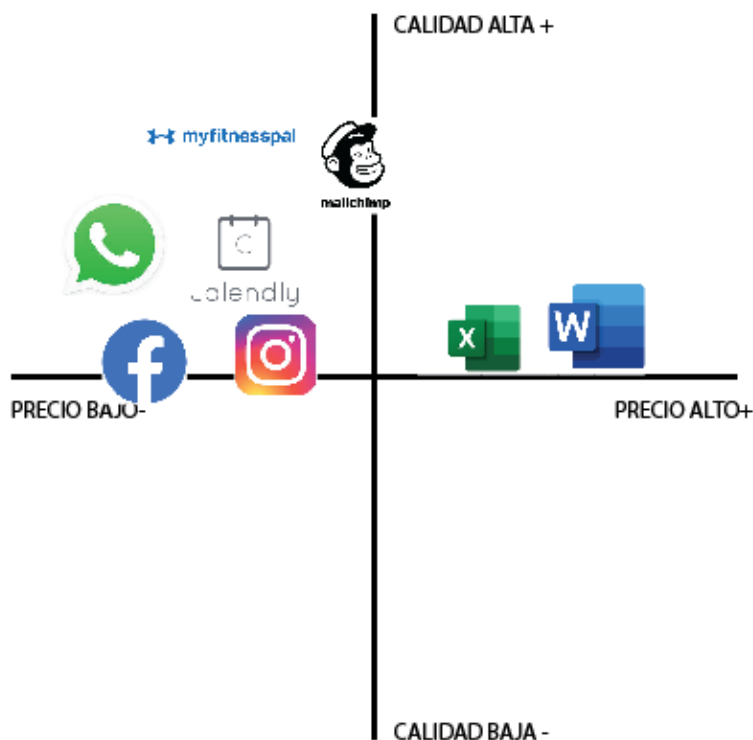 CALIDAD ALTA +
myfitnesspal
mailchimp
C
calendly
X
W
PRECIO BAJO-
PRECIO ALTO+
CALIDAD BAJA -